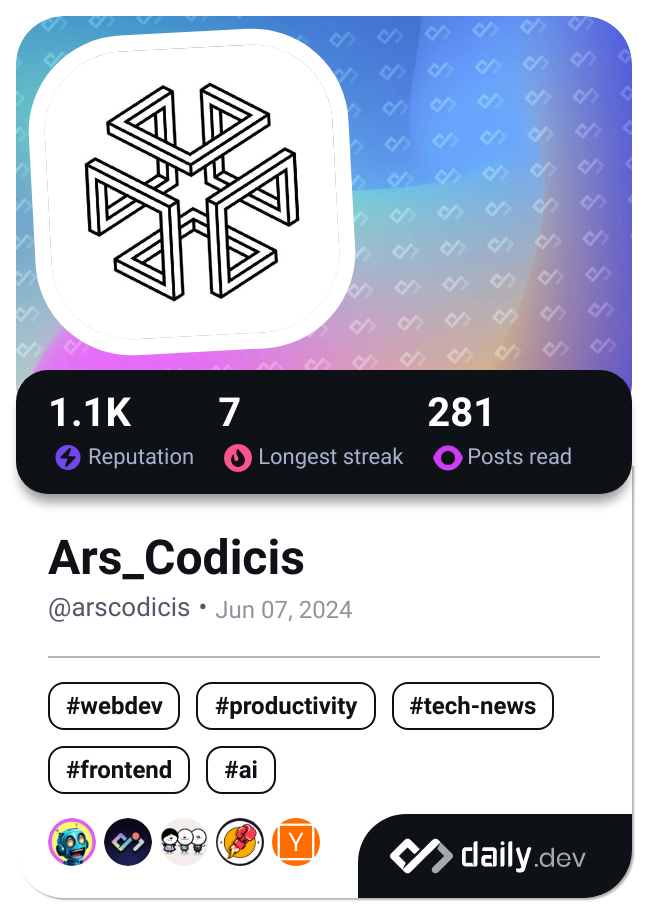 1.1K 7 281
Reputation Longest streak Posts read
Ars_Codicis
@arscodicis • Jun 07, 2024
#webdev #productivity #tech-news
#frontend #ai
Y
daily.dev